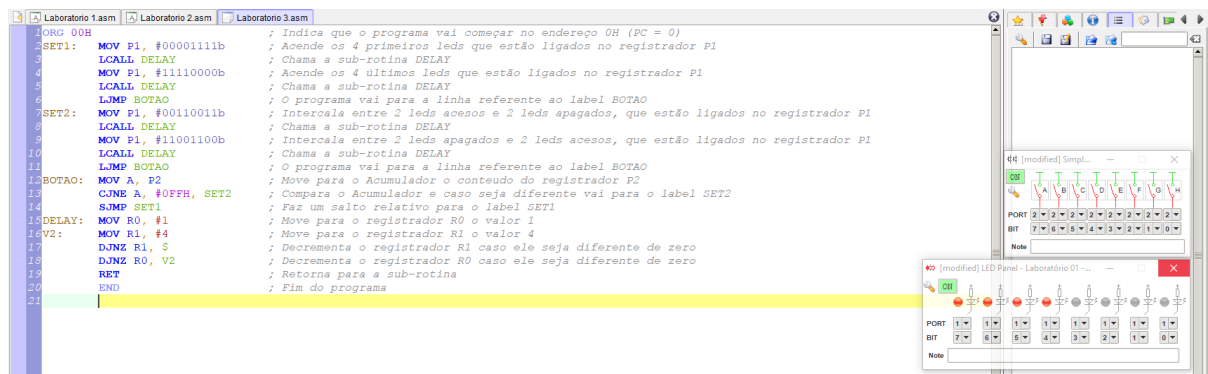 Laboratorio 1.asm Laboratorio 2.asm Laboratorio 3.asm
1 ORG 00H ; Indica que o programa vai começar no endereço 0H (PC = 0)
2 SET1: MOV P1, #00001111b ; Acende os 4 primeiros leds que estão ligados no registrador P1
3 LCALL DELAY ; Chama a sub-rotina DELAY
4 MOV P1, #11110000b ; Acende os 4 últimos leds que estão ligados no registrador P1
5 LCALL DELAY ; Chama a sub-rotina DELAY
6 LJMP BOTAO ; O programa vai para a linha referente ao label BOTAO
7 SET2: MOV P1, #00110011b ; Intercala entre 2 leds acesos e 2 leds apagados, que estão ligados no registrador P1
8 LCALL DELAY ; Chama a sub-rotina DELAY
9 MOV P1, #11001100b ; Intercala entre 2 leds apagados e 2 leds acesos, que estão ligados no registrador P1
10 LCALL DELAY ; Chama a sub-rotina DELAY
11 LJMP BOTAO ; O programa vai para a linha referente ao label BOTAO
12 BOTAO: MOV A, P2 ; Move para o Acumulador o conteudo do registrador P2
13 CJNE A, #0FFH, SET2 ; Compara o Acumulador e caso seja diferente vai para o label SET2
14 SJMP SET1 ; Faz um salto relativo para o label SET1
15 DELAY: MOV R0, #1 ; Move para o registrador R0 o valor 1
16 V2: MOV R1, #4 ; Move para o registrador R1 o valor 4
17 DJNZ R1, $ ; Decrementa o registrador R1 caso ele seja diferente de zero
18 DJNZ R0, V2 ; Decrementa o registrador R0 caso ele seja diferente de zero
19 RET ; Retorna para a sub-rotina
20 END ; Fim do programa
21
[modified] Simpl...
ON
A B C D E F G H
PORT 2 2 2 2 2 2 2 2
BIT 7 6 5 4 3 2 1 0
Note
[modified] LED Panel - Laboratório 01 -...
ON
PORT 1 1 1 1 1 1 1 1
BIT 7 6 5 4 3 2 1 0
Note